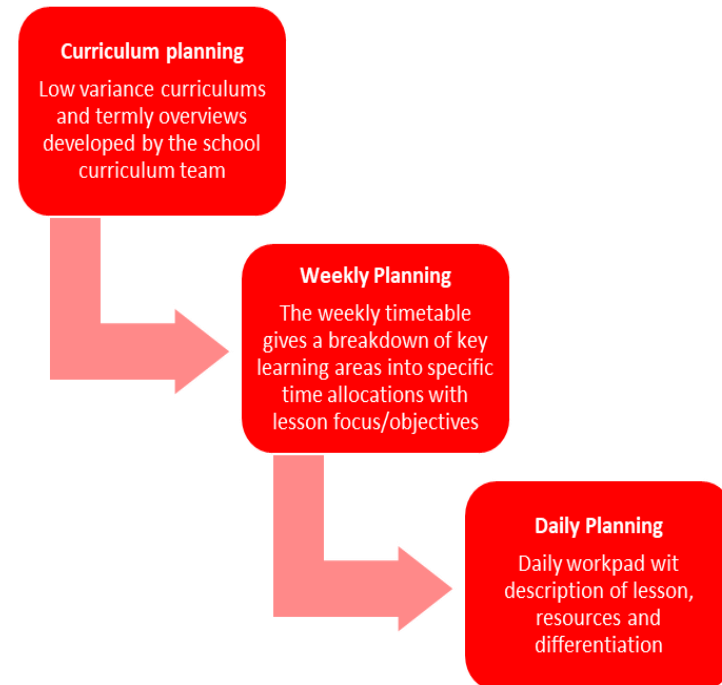 Curriculum planning
Low variance curriculums
and termly overviews
developed by the school
curriculum team
Weekly Planning
The weekly timetable
gives a breakdown of key
learning areas into specific
time allocations with
lesson focus/objectives
Daily Planning
Daily workpad wit
description of lesson,
resources and
differentiation